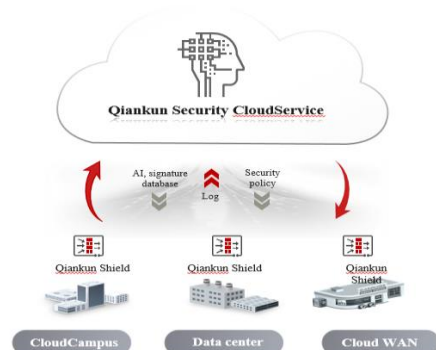 Qiankun Security CloudService
AI, signature
database
Security
policy
Log
Qiankun Shield
Qiankun Shield
Qiankun
Shield
CloudCampus
Data center
Cloud WAN